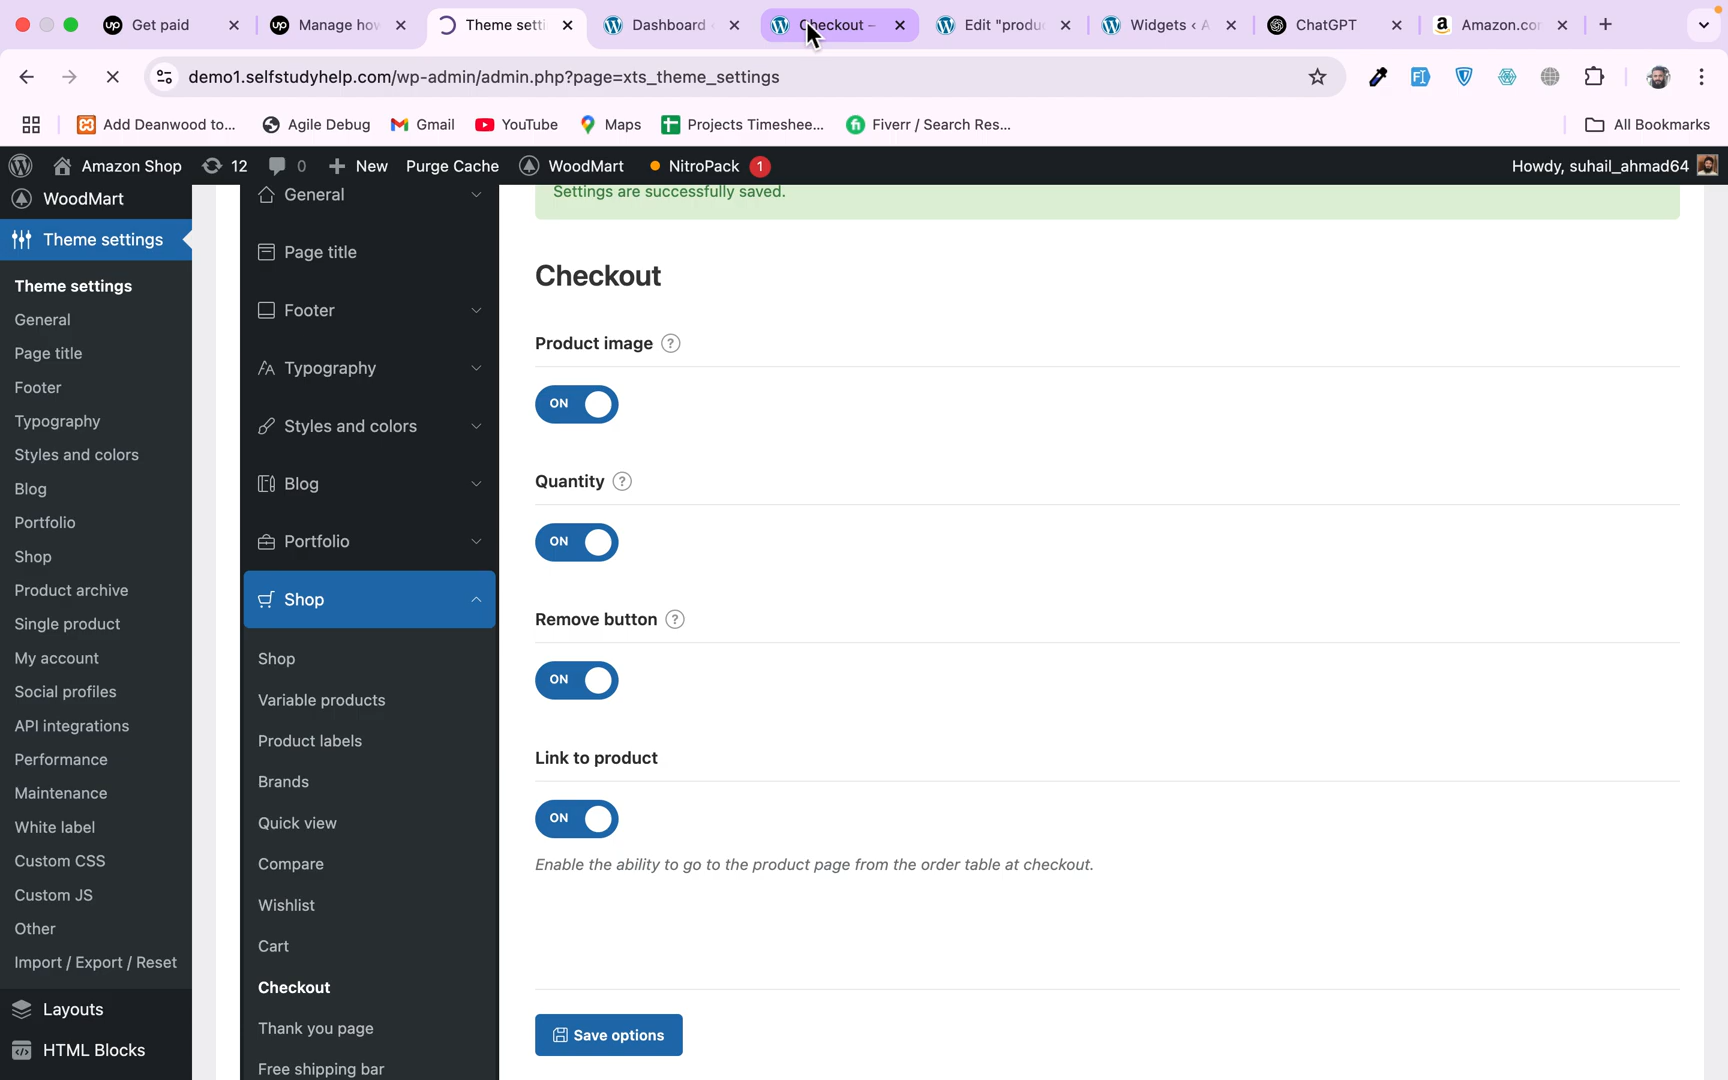 Get paid
Manage how
Theme setti
Dashboard
Checkout –
Edit "produc
Widgets ‹ A
ChatGPT
Amazon.co
demo1.selfstudyhelp.com/wp-admin/admin.php?page=xts_theme_settings
Add Deanwood to...
Agile Debug
Gmail
YouTube
Maps
Projects Timeshee...
Fiverr / Search Res...
All Bookmarks
Amazon Shop
12
0
New
Purge Cache
WoodMart
NitroPack
1
Howdy, suhail_ahmad64
WoodMart
Theme settings
Theme settings
General
Page title
Footer
Typography
Styles and colors
Blog
Portfolio
Shop
Product archive
Single product
My account
Social profiles
API integrations
Performance
Maintenance
White label
Custom CSS
Custom JS
Other
Import / Export / Reset
Layouts
HTML Blocks
General
Page title
Footer
Typography
Styles and colors
Blog
Portfolio
Shop
Shop
Variable products
Product labels
Brands
Quick view
Compare
Wishlist
Cart
Checkout
Thank you page
Free shipping bar
Settings are successfully saved.
Checkout
Product image ?
ON
Quantity ?
ON
Remove button ?
ON
Link to product
ON
Enable the ability to go to the product page from the order table at checkout.
Save options